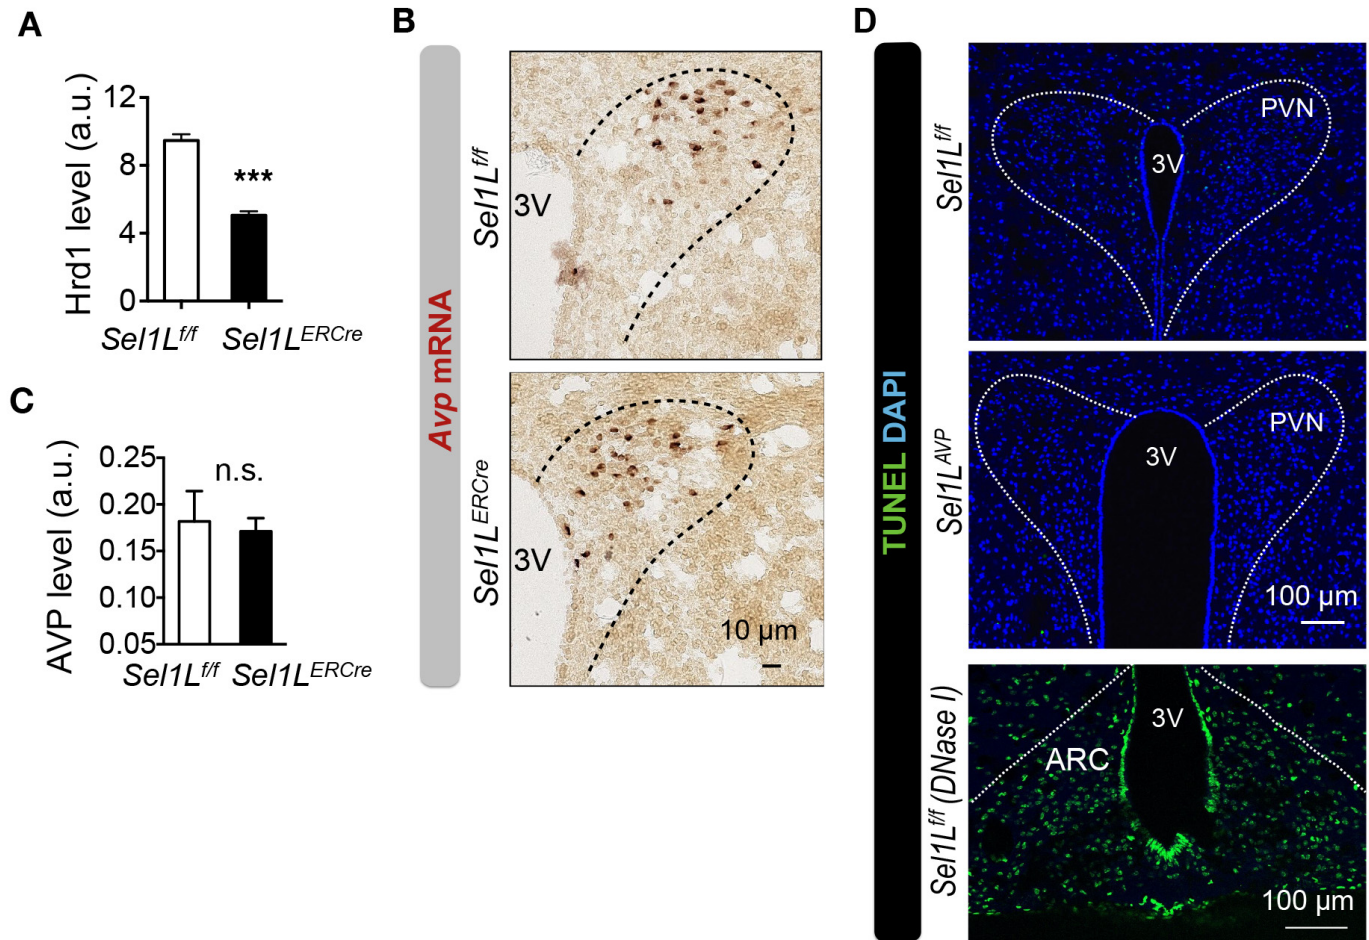 A
Hrd1 level (a.u.)
12
8
4
0
***
Sel1Lf/f
Sel1LERCre
B
Avp mRNA
Sel1Lf/f
3V
Sel1LERCre
3V
10 µm
C
AVP level (a.u.)
0.25
0.20
0.15
0.10
0.05
n.s.
Sel1Lf/f
Sel1LERCre
D
TUNEL DAPI
Sel1Lf/f
PVN
3V
Sel1LAVP
PVN
3V
100 µm
Sel1Lf/f (DNase I)
3V
ARC
100 µm